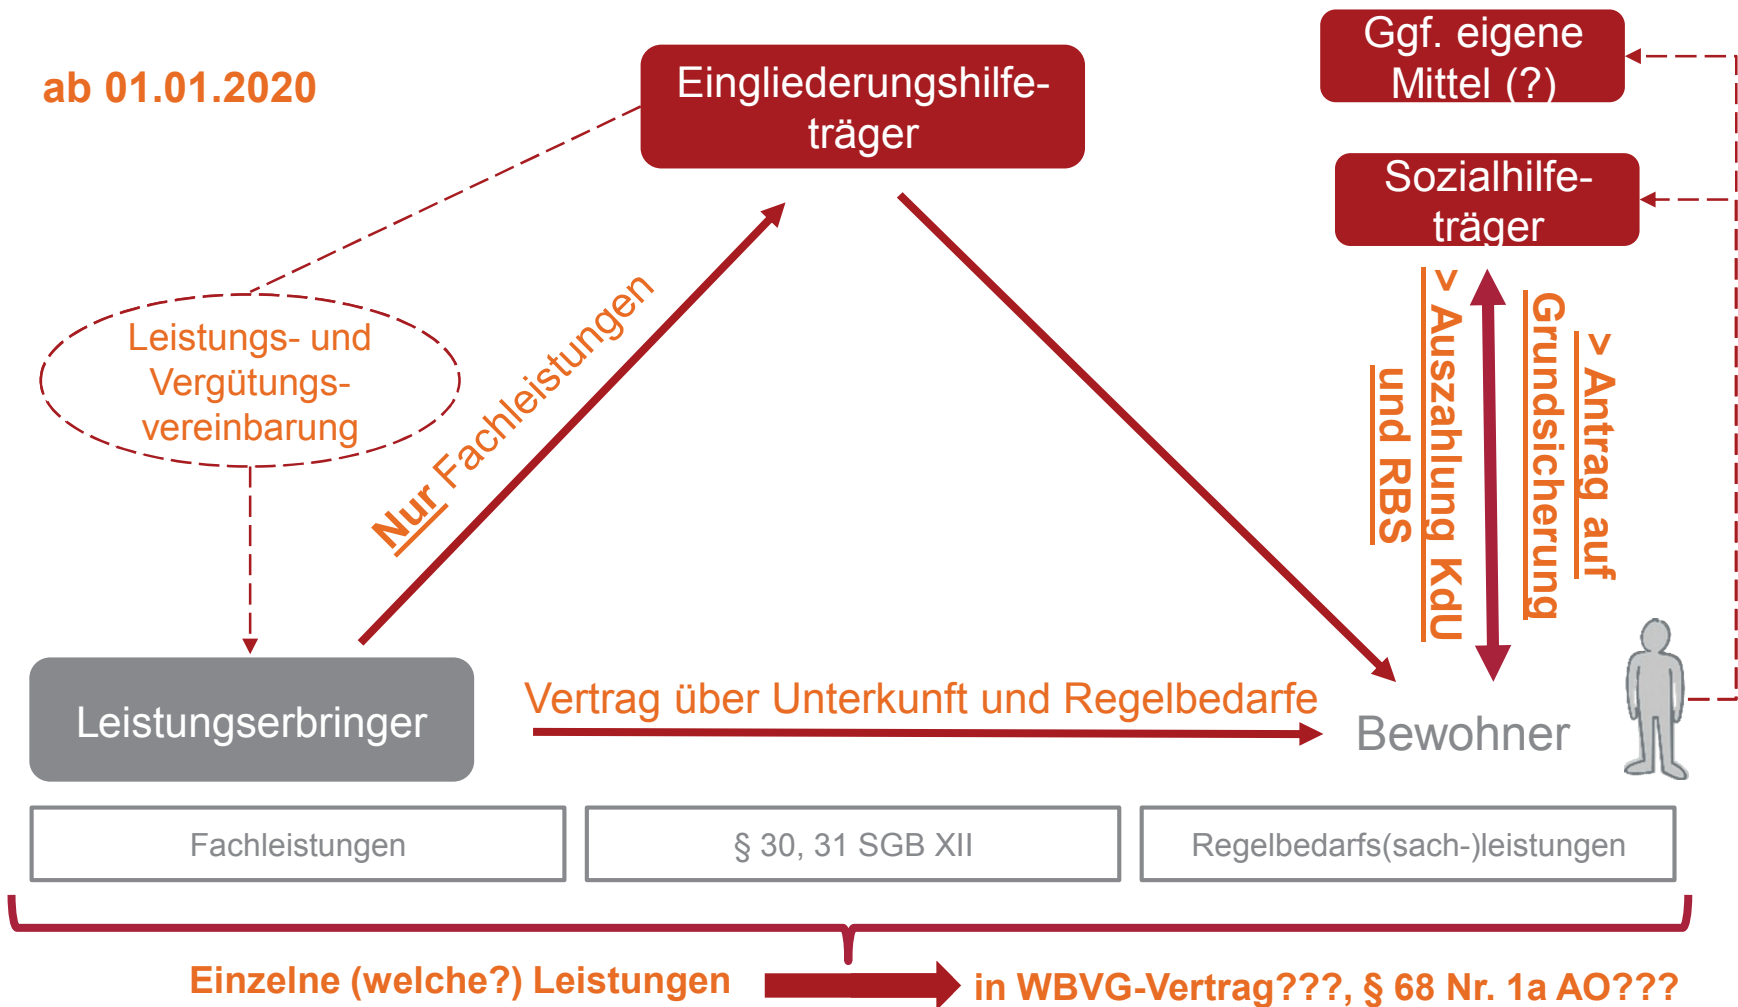 ab 01.01.2020
Eingliederungshilfe-
träger
Ggf. eigene
Mittel (?)
Sozialhilfe-
träger
Leistungs- und
Vergütungs-
vereinbarung
Nur Fachleistungen
> Auszahlung KdU
und RBS
> Antrag auf
Grundsicherung
Leistungserbringer
Vertrag über Unterkunft und Regelbedarfe
Bewohner
Fachleistungen
§ 30, 31 SGB XII
Regelbedarfs(sach-)leistungen
Einzelne (welche?) Leistungen
in WBVG-Vertrag???, § 68 Nr. 1a AO???